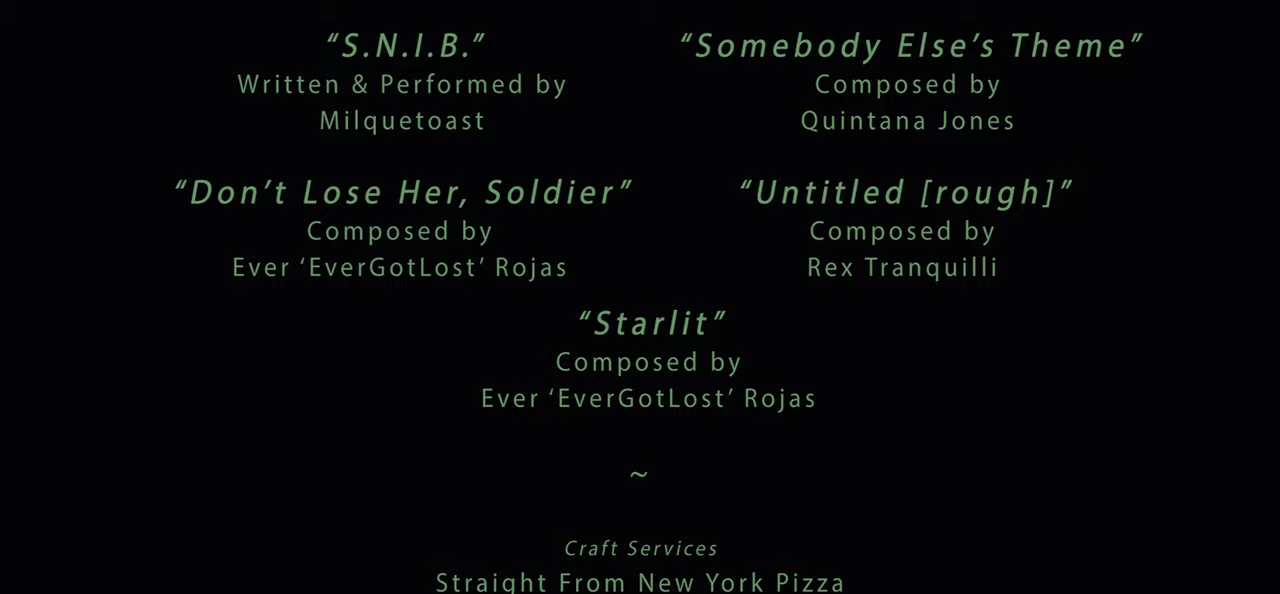 “S.N.I.B.”
Written & Performed by
Milquetoast
“Somebody Else’s Theme”
Composed by
Quintana Jones
“Don’t Lose Her, Soldier”
Composed by
Ever ‘EverGotLost’ Rojas
“Untitled [rough]”
Composed by
Rex Tranquilli
“Starlit”
Composed by
Ever ‘EverGotLost’ Rojas
~
Craft Services
Straight From New York Pizza